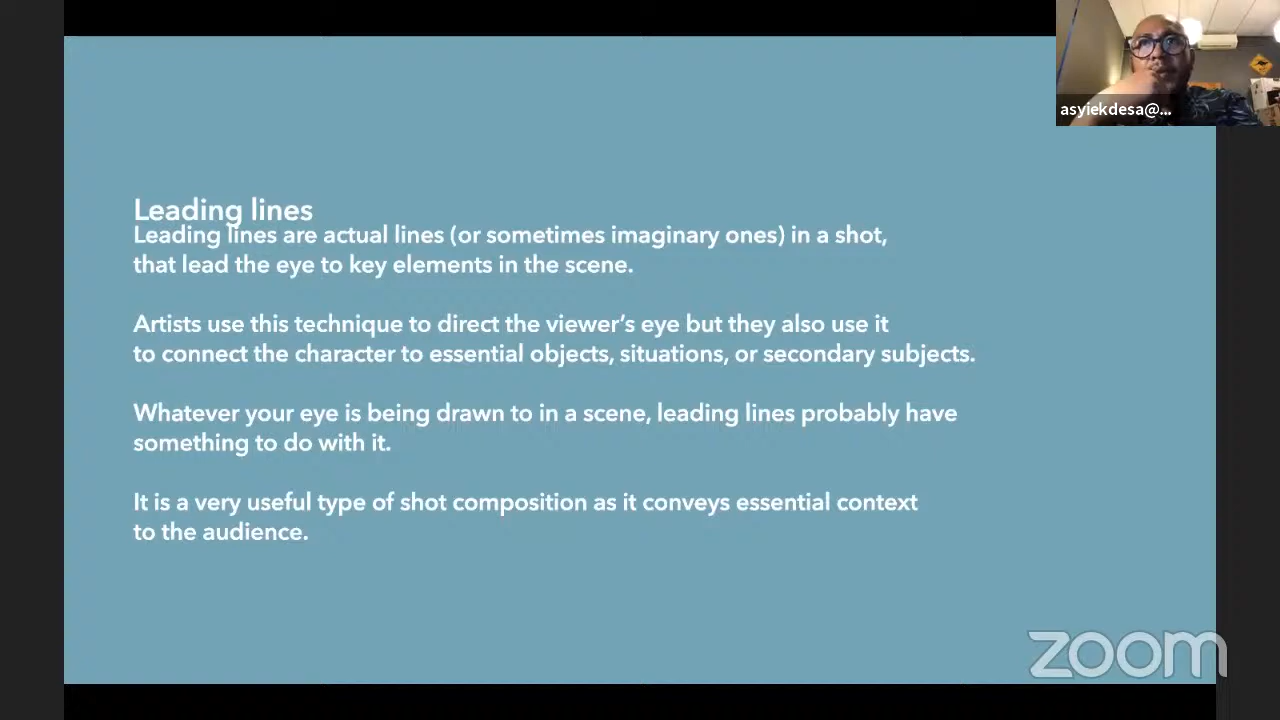 asyiekdesa@...
Leading lines
Leading lines are actual lines (or sometimes imaginary ones) in a shot,
that lead the eye to key elements in the scene.
Artists use this technique to direct the viewer’s eye but they also use it
to connect the character to essential objects, situations, or secondary subjects.
Whatever your eye is being drawn to in a scene, leading lines probably have
something to do with it.
It is a very useful type of shot composition as it conveys essential context
to the audience.
zoom